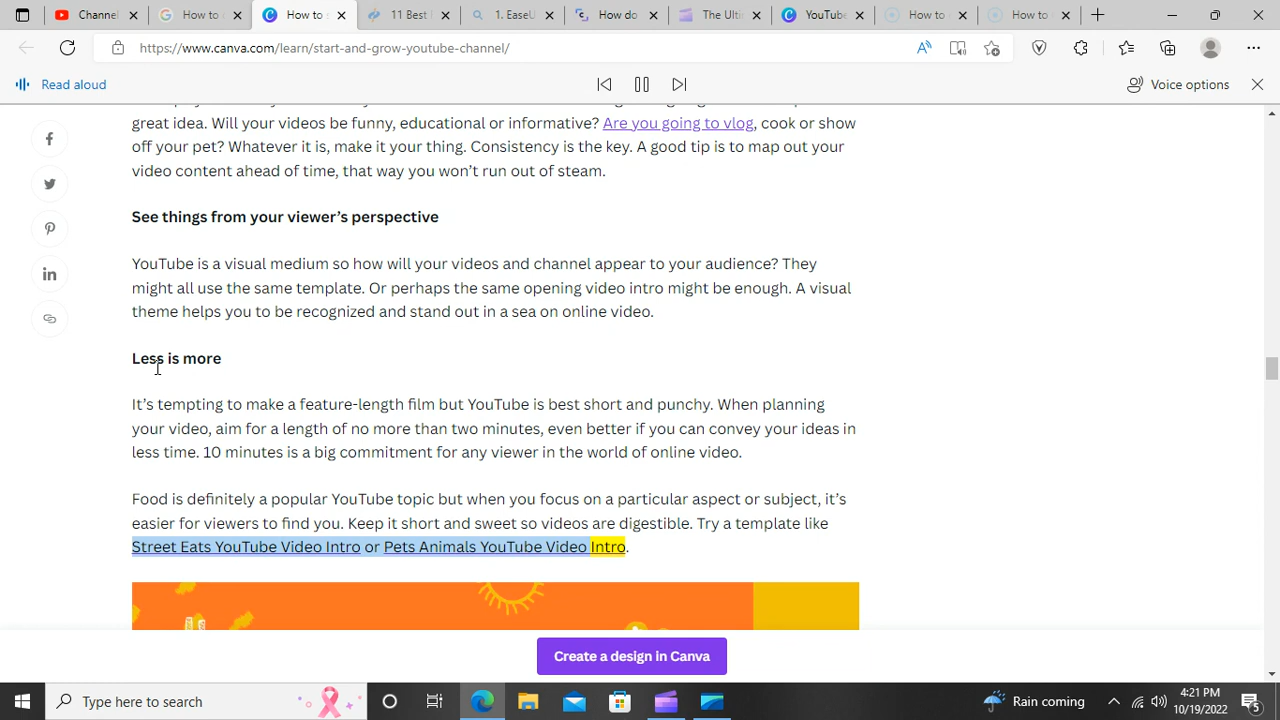 Channel
How to
How to s
11 Best
1. EaseU
How do
The Ulti
YouTube
How to
How to
https://www.canva.com/learn/start-and-grow-youtube-channel/
Read aloud
Voice options
great idea. Will your videos be funny, educational or informative? Are you going to vlog, cook or show
off your pet? Whatever it is, make it your thing. Consistency is the key. A good tip is to map out your
video content ahead of time, that way you won’t run out of steam.
See things from your viewer’s perspective
YouTube is a visual medium so how will your videos and channel appear to your audience? They
might all use the same template. Or perhaps the same opening video intro might be enough. A visual
theme helps you to be recognized and stand out in a sea on online video.
Less is more
It’s tempting to make a feature-length film but YouTube is best short and punchy. When planning
your video, aim for a length of no more than two minutes, even better if you can convey your ideas in
less time. 10 minutes is a big commitment for any viewer in the world of online video.
Food is definitely a popular YouTube topic but when you focus on a particular aspect or subject, it’s
easier for viewers to find you. Keep it short and sweet so videos are digestible. Try a template like
Street Eats YouTube Video Intro or Pets Animals YouTube Video Intro.
Create a design in Canva
Type here to search
Rain coming
4:21 PM
10/19/2022
5